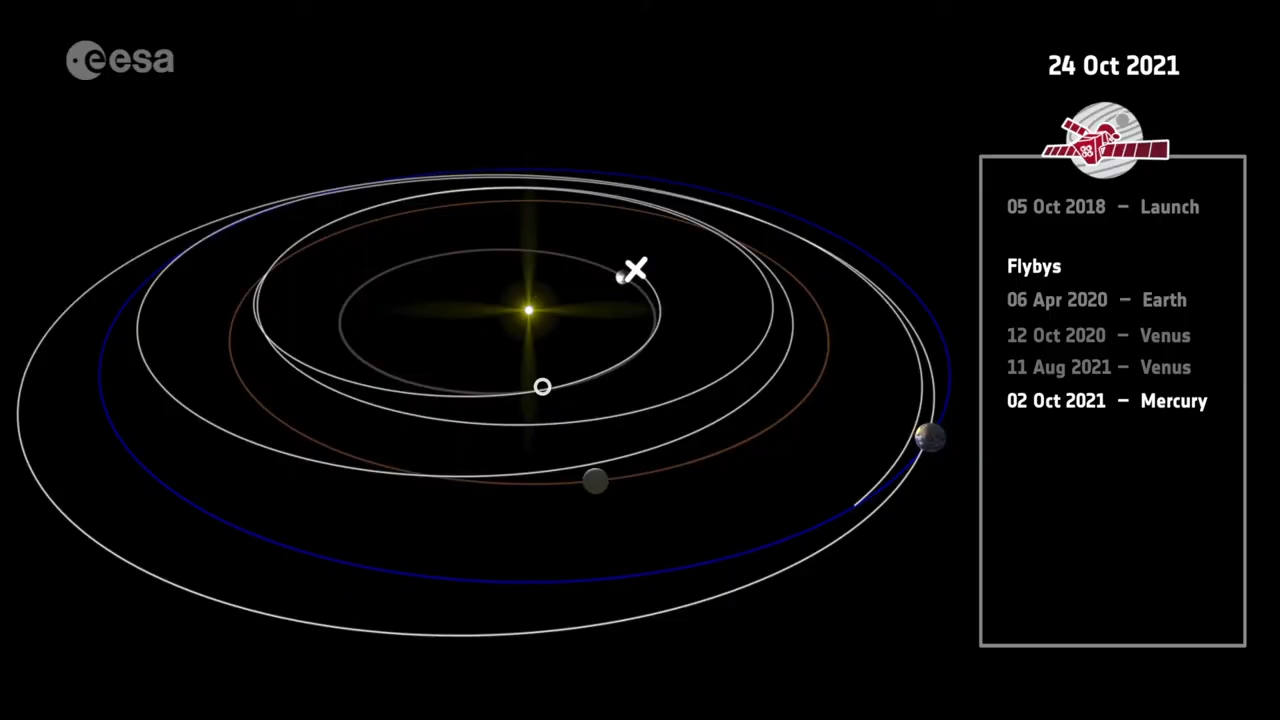 esa
24 Oct 2021
05 Oct 2018 – Launch
Flybys
06 Apr 2020 – Earth
12 Oct 2020 – Venus
11 Aug 2021 – Venus
02 Oct 2021 – Mercury